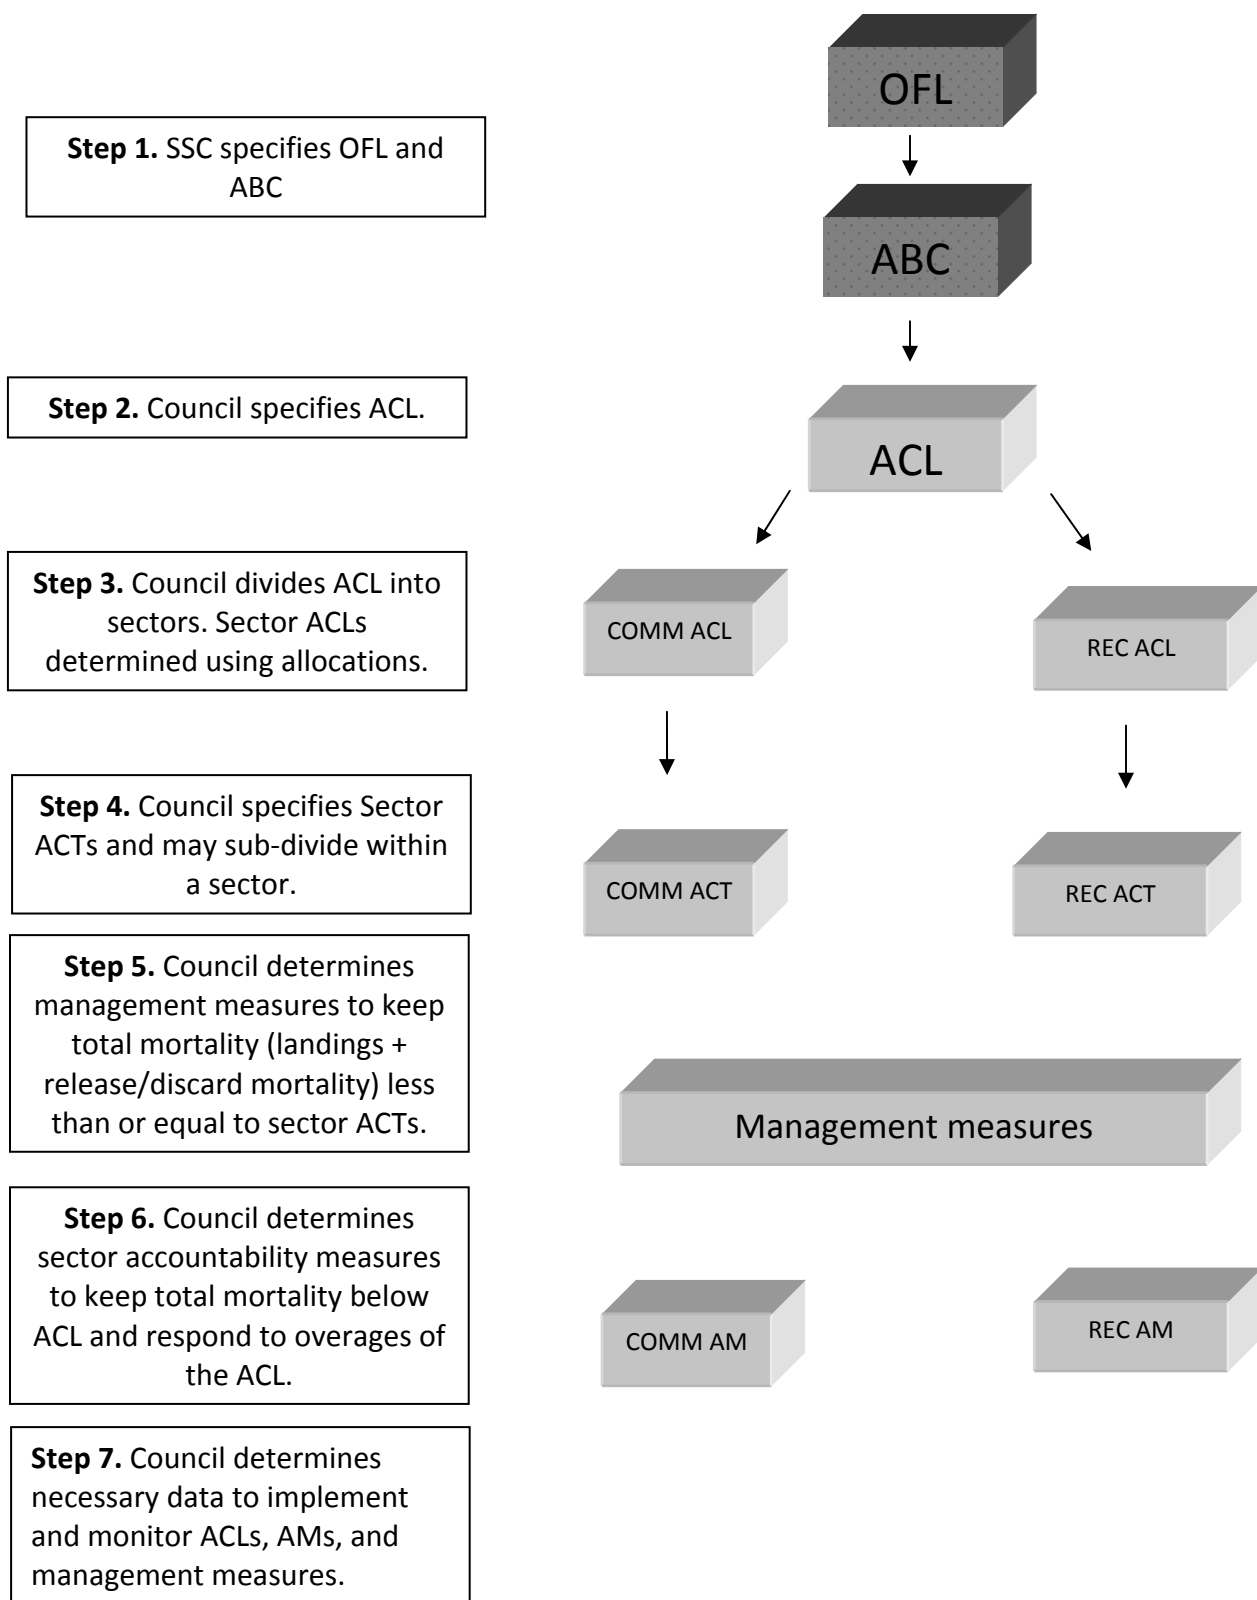 OFL
Step 1. SSC specifies OFL and
ABC
ABC
Step 2. Council specifies ACL.
ACL
Step 3. Council divides ACL into
sectors. Sector ACLs
determined using allocations.
COMM ACL
REC ACL
Step 4. Council specifies Sector
ACTs and may sub-divide within
a sector.
COMM ACT
REC ACT
Step 5. Council determines
management measures to keep
total mortality (landings +
release/discard mortality) less
than or equal to sector ACTs.
Management measures
Step 6. Council determines
sector accountability measures
to keep total mortality below
ACL and respond to overages of
the ACL.
COMM AM
REC AM
Step 7. Council determines
necessary data to implement
and monitor ACLs, AMs, and
management measures.